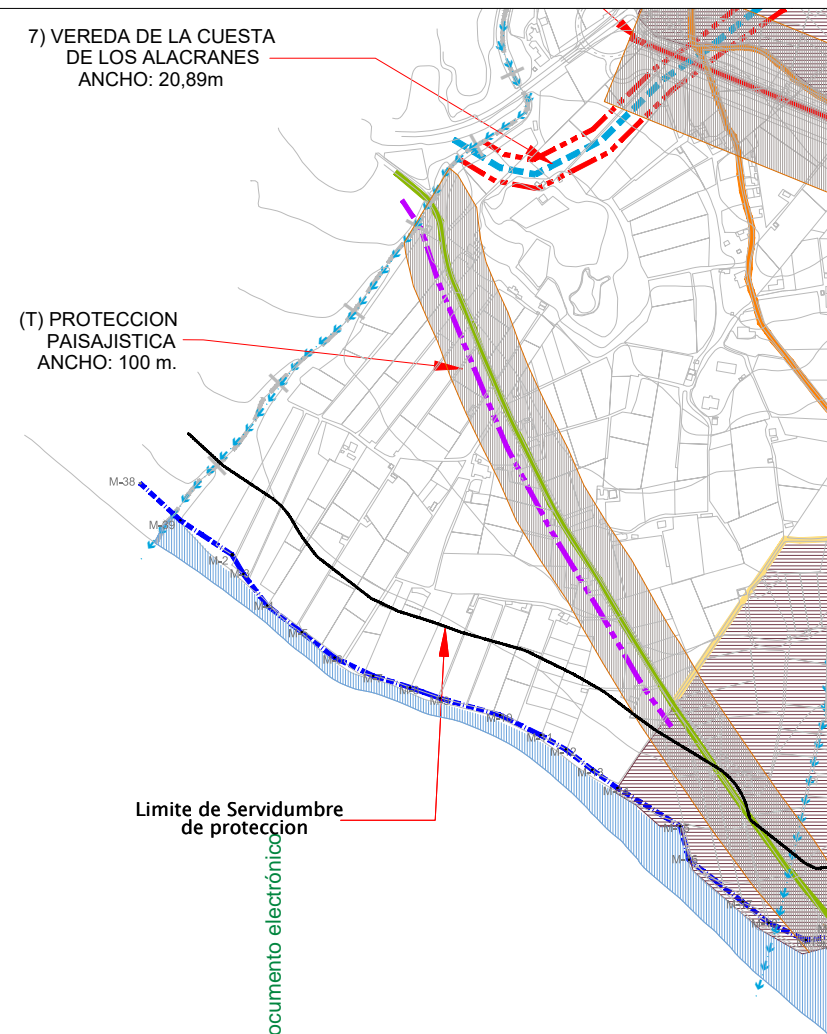 7) VEREDA DE LA CUESTA
DE LOS ALACRANES
ANCHO: 20,89m
(T) PROTECCION
PAISAJISTICA
ANCHO: 100 m.
M-38
M-39
M-2
Limite de Servidumbre
de proteccion
ocumento electrónico